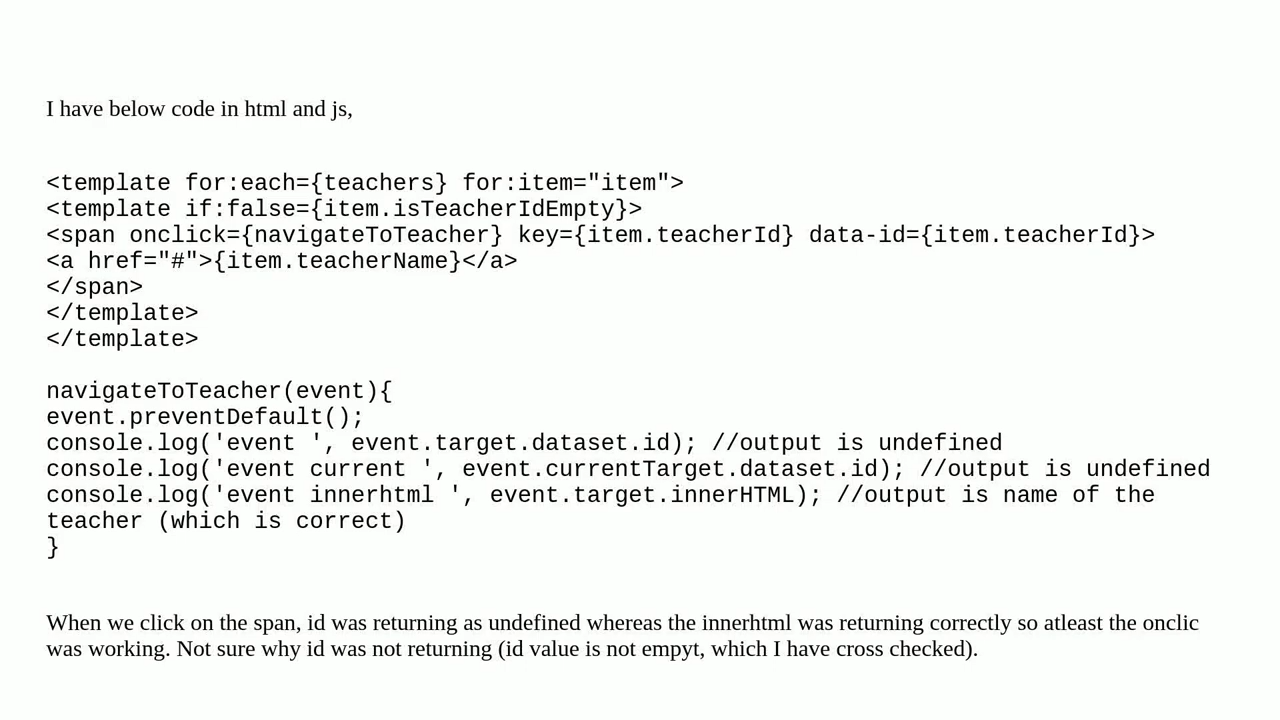 I have below code in html and js,
<template for:each={teachers} for:item="item">
<template if:false={item.isTeacherIdEmpty}>
<span onclick={navigateToTeacher} key={item.teacherId} data-id={item.teacherId}>
<a href="#">{item.teacherName}</a>
</span>
</template>
</template>
navigateToTeacher(event){
event.preventDefault();
console.log('event ', event.target.dataset.id); //output is undefined
console.log('event current ', event.currentTarget.dataset.id); //output is undefined
console.log('event innerhtml ', event.target.innerHTML); //output is name of the
teacher (which is correct)
}
When we click on the span, id was returning as undefined whereas the innerhtml was returning correctly so atleast the onclic
was working. Not sure why id was not returning (id value is not empyt, which I have cross checked).